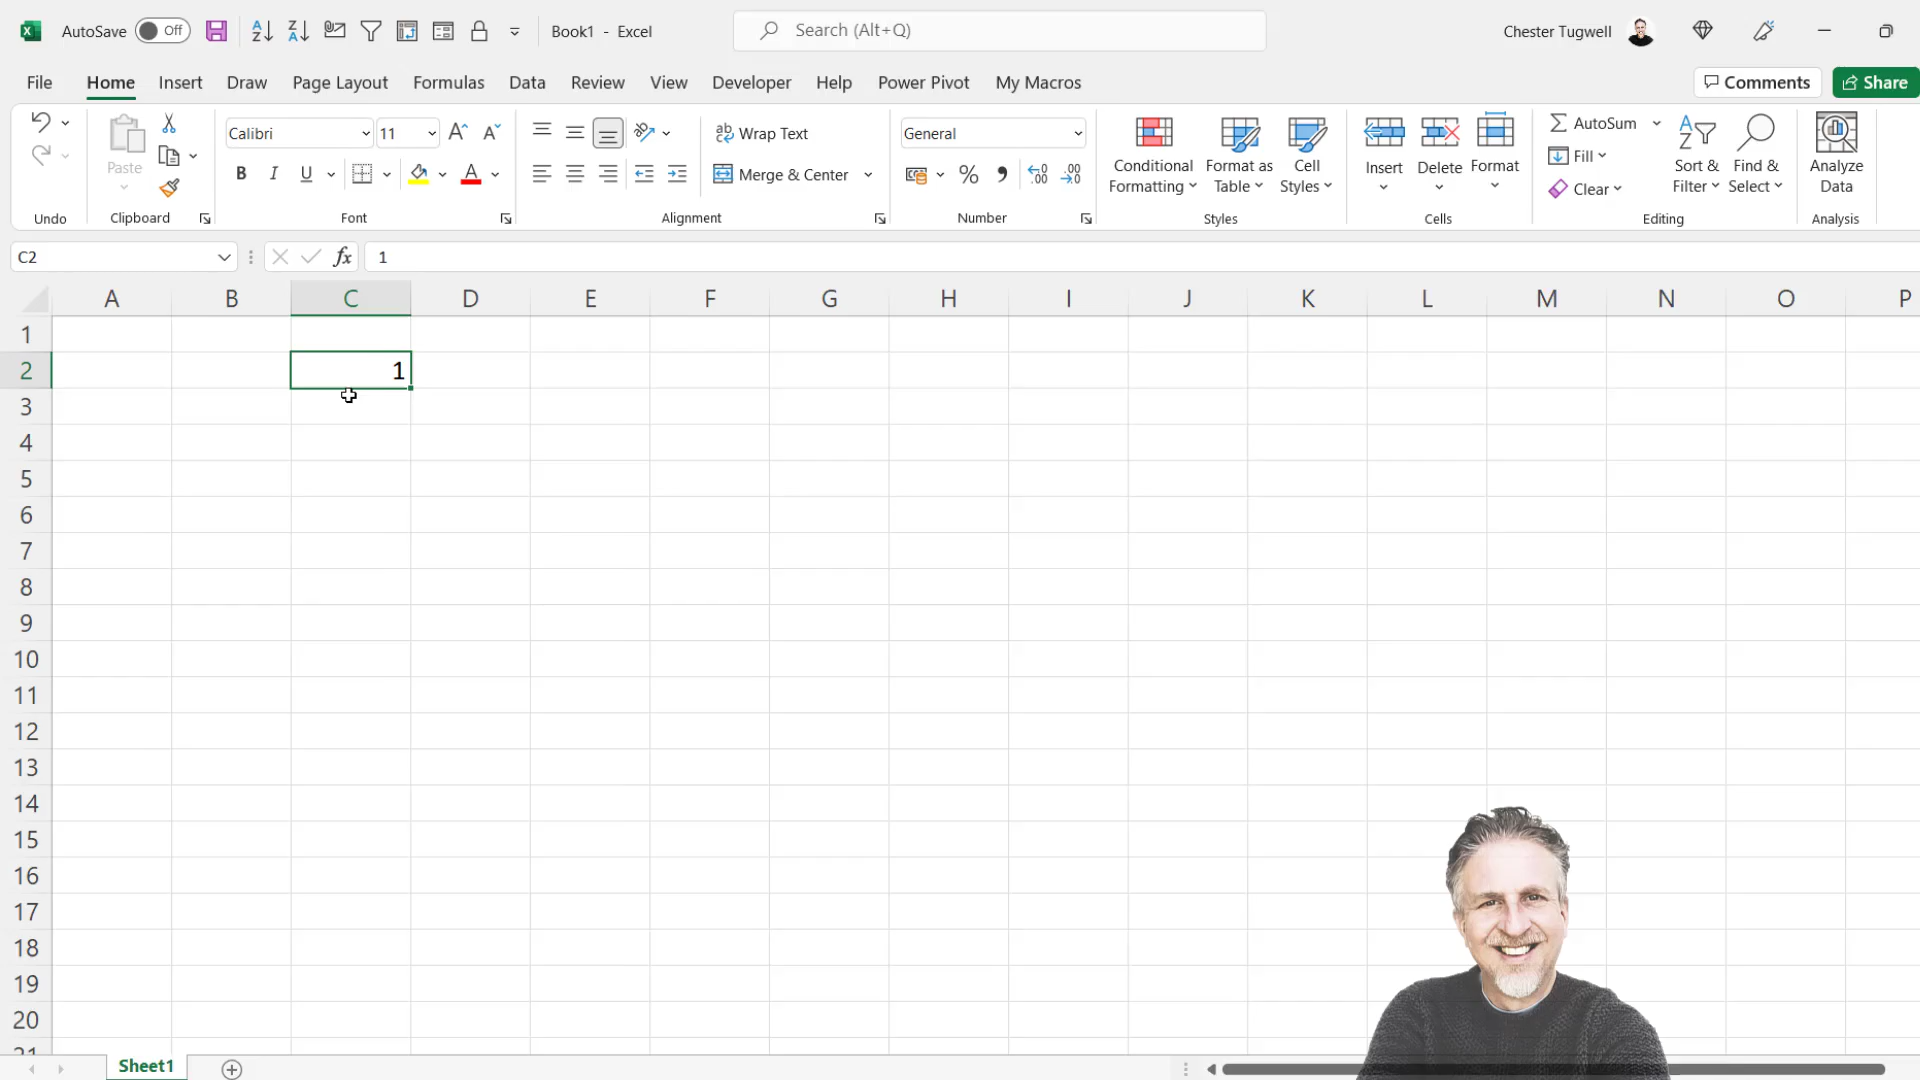 AutoSave Off Book1 - Excel Search (Alt+Q) Chester Tugwell
File Home Insert Draw Page Layout Formulas Data Review View Developer Help Power Pivot My Macros Comments Share
Calibri 11 Wrap Text General AutoSum
Paste B I U Merge & Center % Conditional Formatting Format as Table Cell Styles Insert Delete Format Fill Clear Sort & Filter Find & Select Analyze Data
Undo Clipboard Font Alignment Number Styles Cells Editing Analysis
C2 fx 1
A B C D E F G H I J K L M N O P
1
2 1
3
4
5
6
7
8
9
10
11
12
13
14
15
16
17
18
19
20
21
Sheet1